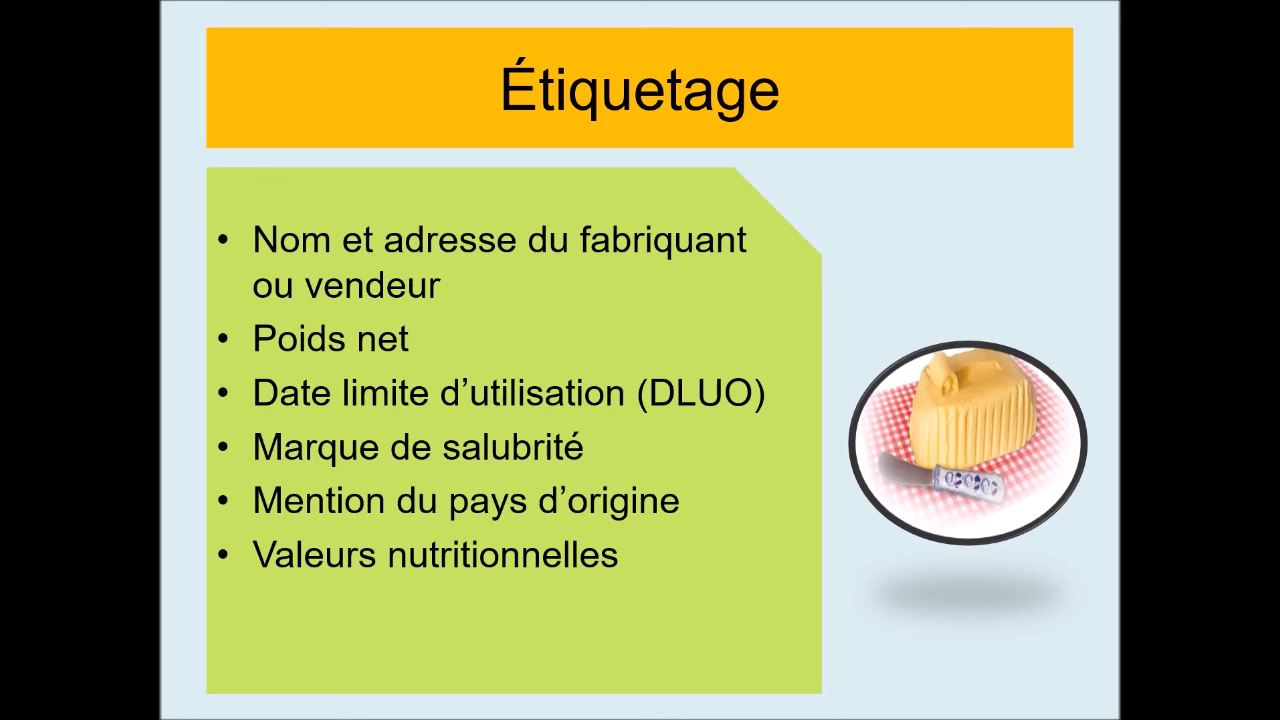 Étiquetage
• Nom et adresse du fabriquant
ou vendeur
• Poids net
• Date limite d’utilisation (DLUO)
• Marque de salubrité
• Mention du pays d’origine
• Valeurs nutritionnelles